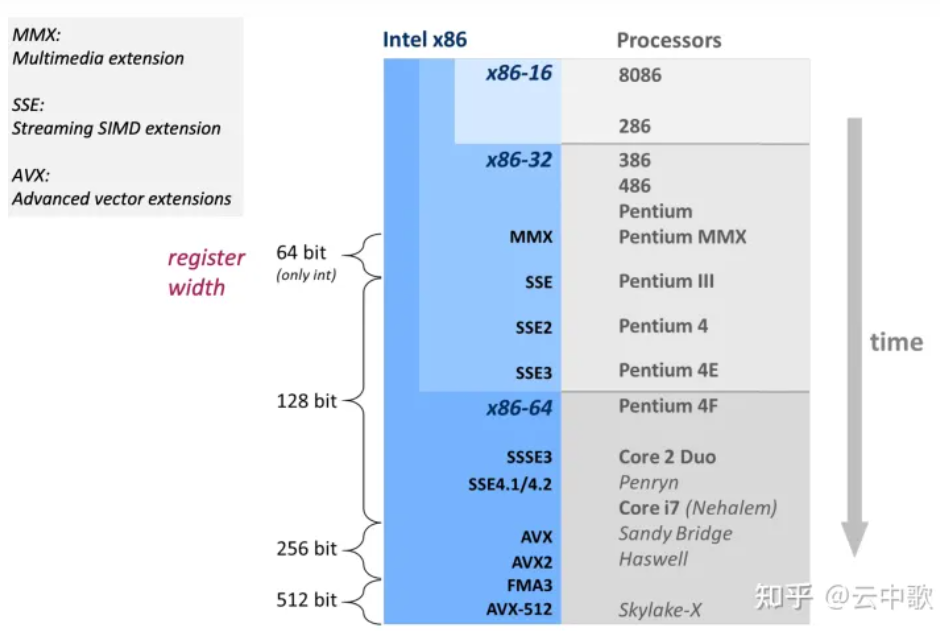 MMX:
Multimedia extension
SSE:
Streaming SIMD extension
AVX:
Advanced vector extensions
Intel x86
Processors
x86-16
8086
286
x86-32
386
486
Pentium
MMX
Pentium MMX
register
width
64 bit
(only int)
SSE
Pentium III
SSE2
Pentium 4
time
SSE3
Pentium 4E
128 bit
x86-64
Pentium 4F
SSSE3
Core 2 Duo
SSE4.1/4.2
Penryn
Core i7 (Nehalem)
AVX
Sandy Bridge
256 bit
AVX2
Haswell
FMA3
512 bit
AVX-512
Skylake-X
知乎 @云中歌